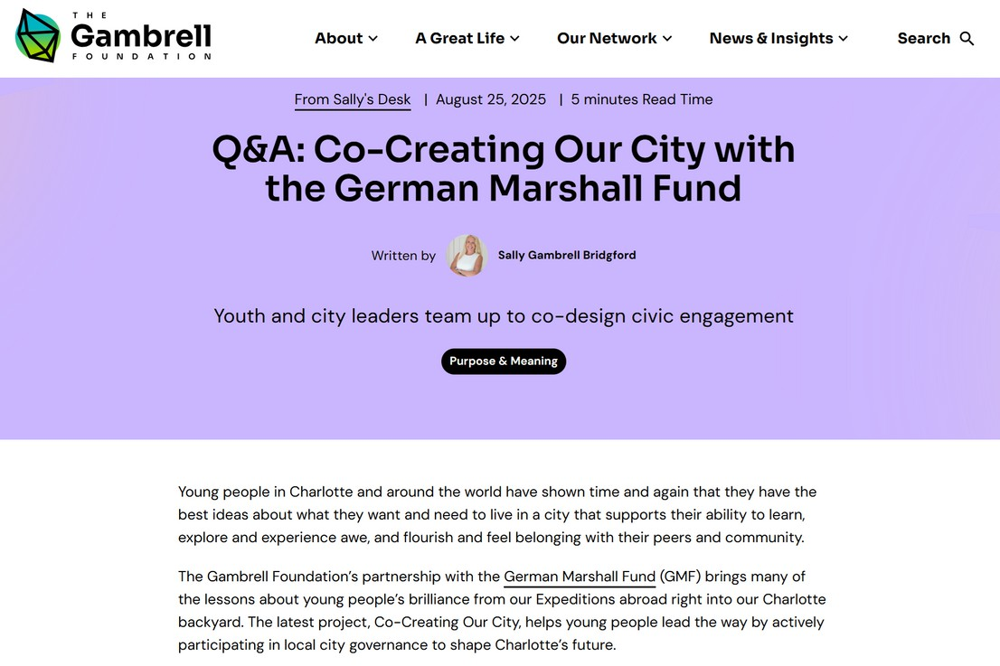 THE
Gambrell
FOUNDATION
About
A Great Life
Our Network
News & Insights
Search
From Sally's Desk | August 25, 2025 | 5 minutes Read Time
Q&A: Co-Creating Our City with
the German Marshall Fund
Written by Sally Gambrell Bridgford
Youth and city leaders team up to co-design civic engagement
Purpose & Meaning
Young people in Charlotte and around the world have shown time and again that they have the
best ideas about what they want and need to live in a city that supports their ability to learn,
explore and experience awe, and flourish and feel belonging with their peers and community.
The Gambrell Foundation’s partnership with the German Marshall Fund (GMF) brings many of
the lessons about young people’s brilliance from our Expeditions abroad right into our Charlotte
backyard. The latest project, Co-Creating Our City, helps young people lead the way by actively
participating in local city governance to shape Charlotte’s future.